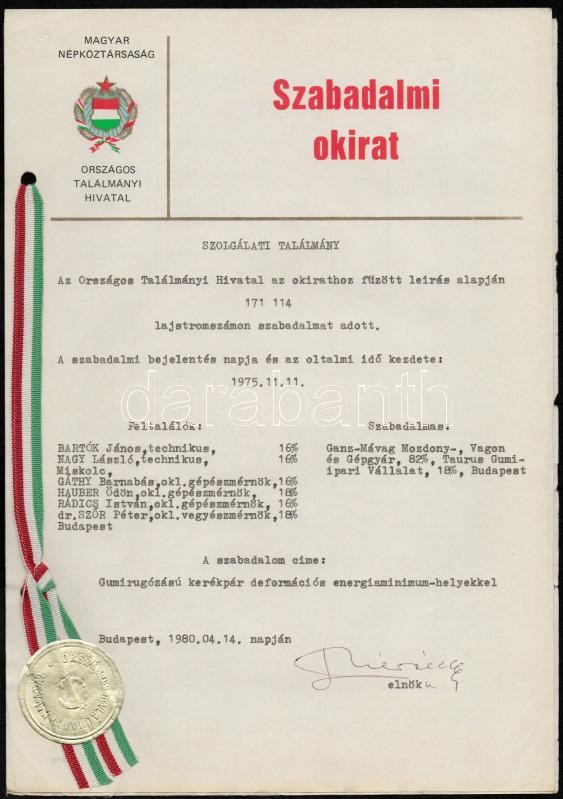 MAGYAR
NÉPKÖZTÁRSASÁG
ORSZÁGOS
TALÁLMÁNYI
HIVATAL
Szabadalmi
okirat
SZOLGÁLATI TALÁLMÁNY
Az Országos Találmányi Hivatal az okirathoz fűzött leirás alapján
171 114
lajstromszámon szabadalmat adott.
A szabadalmi bejelentés napja és az oltalmi idő kezdete:
1975.11.11.
darabanth
Feltalálók:
BARTÓK János,technikus, 16%
NAGY László,technikus, 16%
Miskolc,
GÁTHY Barnabás,okl.gépészmérnök,16%
HAUBER Ödön,okl.gépészmérnök, 18%
RÁDICS István,okl.gépészmérnök, 16%
dr.SZŐR Péter,okl.vegyészmérnök,18%
Budapest
Szabadalmas:
Ganz-Mávag Mozdony-, Vagon
és Gépgyár, 82%, Taurus Gumi-
ipari Vállalat, 18%, Budapest
A szabadalom cime:
Gumirugózású kerékpár deformációs energiaminimum-helyekkel
Budapest, 1980.04.14. napján
elnök